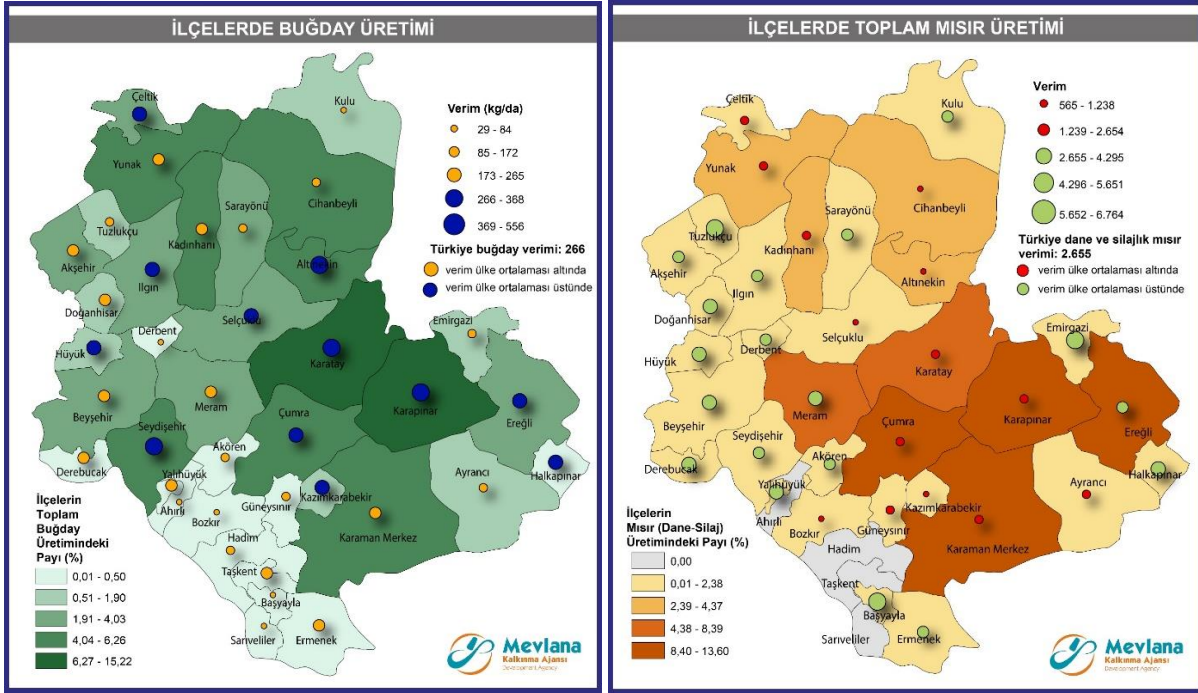 İLÇELERDE BUĞDAY ÜRETİMİ
Çeltik
Kulu
Verim (kg/da)
29 - 84
85 - 172
173 - 265
266 - 368
369 - 556
Türkiye buğday verimi: 266
verim ülke ortalaması altında
verim ülke ortalaması üstünde
Yunak
Cihanbeyli
Sarayönü
Tuzlukçu
Kadınhanı
Akşehir
Altınekin
Ilgın
Doğanhisar
Selçuklu
Emirgazi
Derbent
Hüyük
Karatay
Karapınar
Beyşehir
Meram
Çumra
Ereğli
Seydişehir
Akören
Derebucak
Halkapınar
Yalıhüyük
Ayrancı
Ahırlı
Güneysınır
Kazımkarabekir
Bozkır
Karaman Merkez
Hadim
Taşkent
Başyayla
Sarıveliler
Ermenek
İlçelerin
Toplam
Buğday
Üretimindeki
Payı (%)
0,01 - 0,50
0,51 - 1,90
1,91 - 4,03
4,04 - 6,26
6,27 - 15,22
Mevlana
Kalkınma Ajansı
Development Agency
İLÇELERDE TOPLAM MISIR ÜRETİMİ
Çeltik
Kulu
Verim
565 - 1.238
1.239 - 2.654
2.655 - 4.295
4.296 - 5.651
5.652 - 6.764
Türkiye dane ve silajlık mısır
verimi: 2.655
verim ülke ortalaması altında
verim ülke ortalaması üstünde
Yunak
Cihanbeyli
Sarayönü
Tuzlukçu
Kadınhanı
Akşehir
Altınekin
Ilgın
Doğanhisar
Selçuklu
Emirgazi
Derbent
Hüyük
Karatay
Karapınar
Beyşehir
Meram
Çumra
Ereğli
Seydişehir
Akören
Derebucak
Halkapınar
Yalıhüyük
Ayrancı
Ahırlı
Güneysınır
Kazımkarabekir
Bozkır
Karaman Merkez
Hadim
Taşkent
Başyayla
Sarıveliler
Ermenek
İlçelerin
Mısır (Dane-Silaj)
Üretimindeki Payı (%)
0,00
0,01 - 2,38
2,39 - 4,37
4,38 - 8,39
8,40 - 13,60
Mevlana
Kalkınma Ajansı
Development Agency